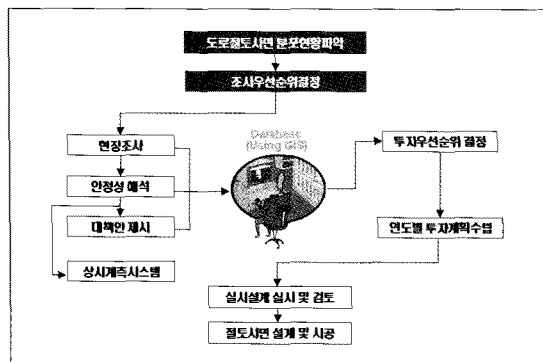 도로절토사면 분포현황파악
조사우선순위결정
현장조사
안정성 해석
대책안 제시
상시계측시스템
Database
(Using GIS)
투자우선순위 결정
연도별 투자계획수립
실시설계 실시 및 검토
절토사면 설계 및 시공